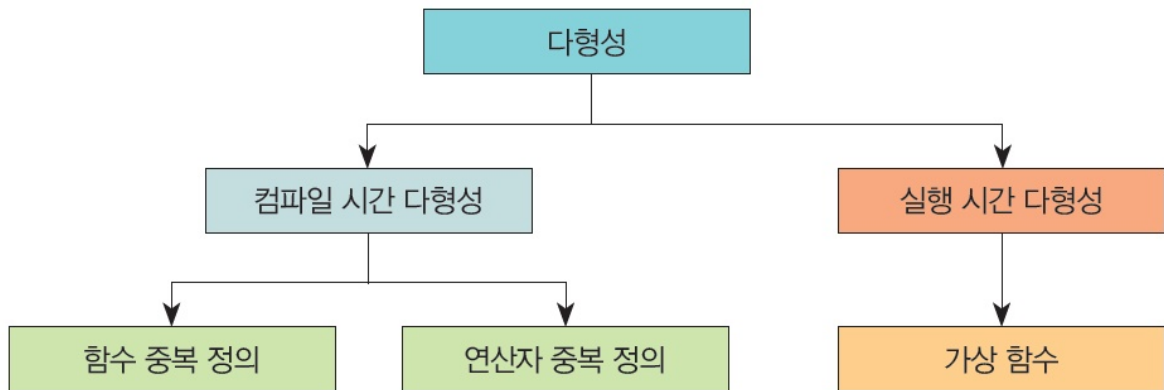 다형성
컴파일 시간 다형성
실행 시간 다형성
함수 중복 정의
연산자 중복 정의
가상 함수